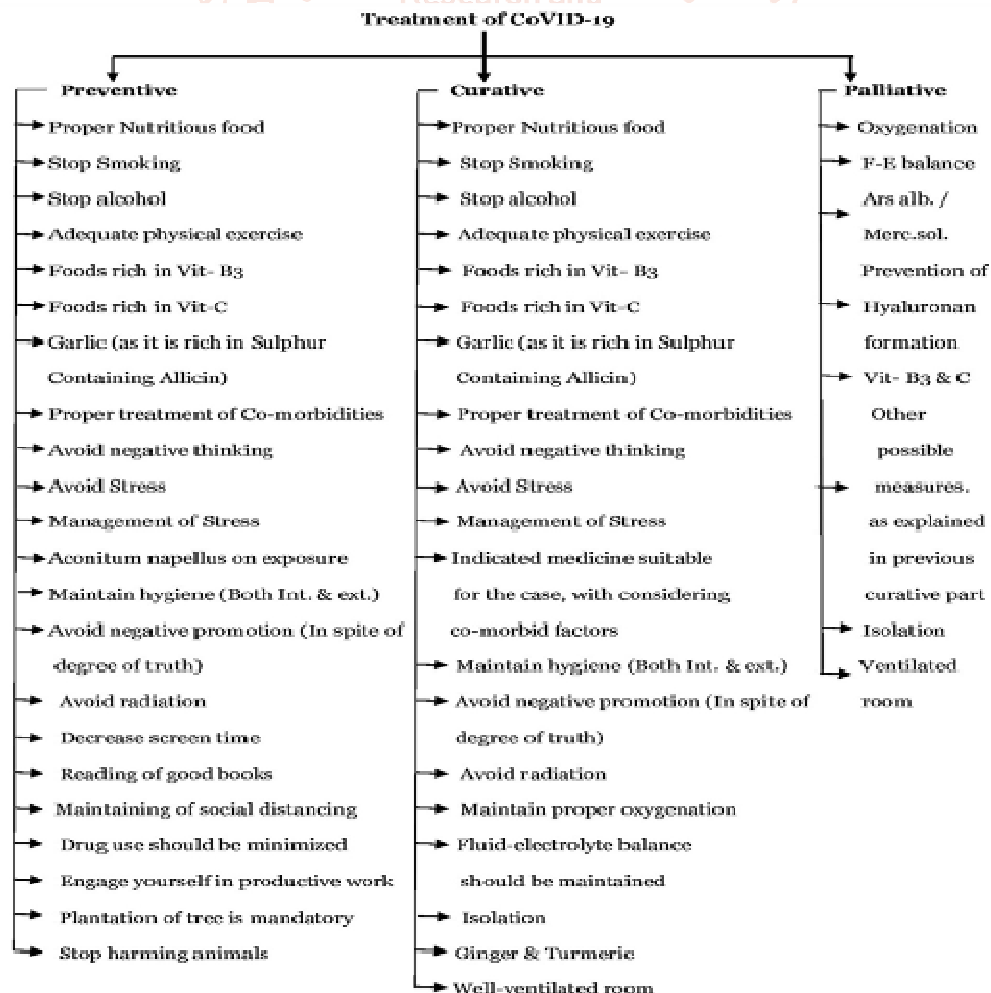 Research and
Treatment of CoVID-19
Preventive
Proper Nutritious food
Stop Smoking
Stop alcohol
Adequate physical exercise
Foods rich in Vit- B3
Foods rich in Vit-C
Garlic (as it is rich in Sulphur
Containing Allicin)
Proper treatment of Co-morbidities
Avoid negative thinking
Avoid Stress
Management of Stress
Aconitum napellus on exposure
Maintain hygiene (Both Int. & ext.)
Avoid negative promotion (In spite of
degree of truth)
Avoid radiation
Decrease screen time
Reading of good books
Maintaining of social distancing
Drug use should be minimized
Engage yourself in productive work
Plantation of tree is mandatory
Stop harming animals
Curative
Proper Nutritious food
Stop Smoking
Stop alcohol
Adequate physical exercise
Foods rich in Vit- B3
Foods rich in Vit-C
Garlic (as it is rich in Sulphur
Containing Allicin)
Proper treatment of Co-morbidities
Avoid negative thinking
Avoid Stress
Management of Stress
Indicated medicine suitable
for the case, with considering
co-morbid factors
Maintain hygiene (Both Int. & ext.)
Avoid negative promotion (In spite of
degree of truth)
Avoid radiation
Maintain proper oxygenation
Fluid-electrolyte balance
should be maintained
Isolation
Ginger & Turmeric
Well-ventilated room
Palliative
Oxygenation
F-E balance
Ars alb. /
Merc.sol.
Prevention of
Hyaluronan
formation
Vit- B3 & C
Other
possible
measures.
as explained
in previous
curative part
Isolation
Ventilated
room